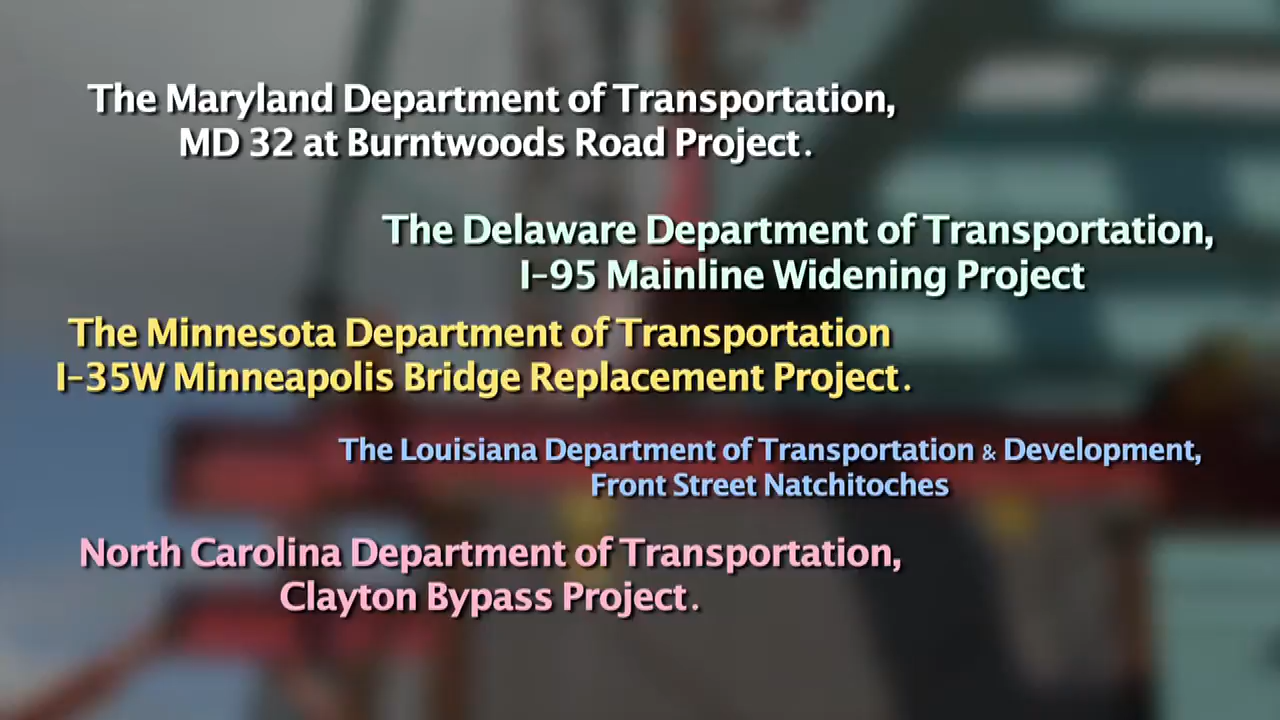 The Maryland Department of Transportation,
MD 32 at Burntwoods Road Project.
The Delaware Department of Transportation,
I-95 Mainline Widening Project
The Minnesota Department of Transportation
I-35W Minneapolis Bridge Replacement Project.
The Louisiana Department of Transportation & Development,
Front Street Natchitoches
North Carolina Department of Transportation,
Clayton Bypass Project.